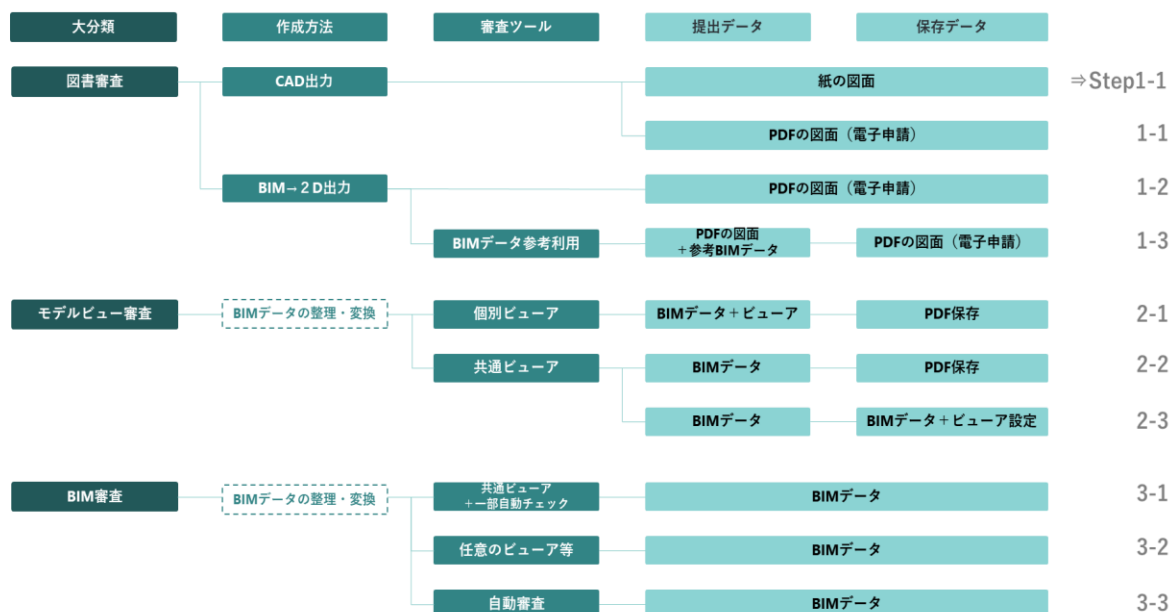 大分類 作成方法 審査ツール 提出データ 保存データ
図書審査 CAD出力 紙の図面 ⇒Step1-1
PDFの図面（電子申請） 1-1
BIM→２D出力 PDFの図面（電子申請） 1-2
BIMデータ参考利用 PDFの図面
＋参考BIMデータ PDFの図面（電子申請） 1-3
モデルビュー審査 BIMデータの整理・変換 個別ビューア BIMデータ＋ビューア PDF保存 2-1
共通ビューア BIMデータ PDF保存 2-2
BIMデータ BIMデータ＋ビューア設定 2-3
BIM審査 BIMデータの整理・変換 共通ビューア
＋一部自動チェック BIMデータ 3-1
任意のビューア等 BIMデータ 3-2
自動審査 BIMデータ 3-3